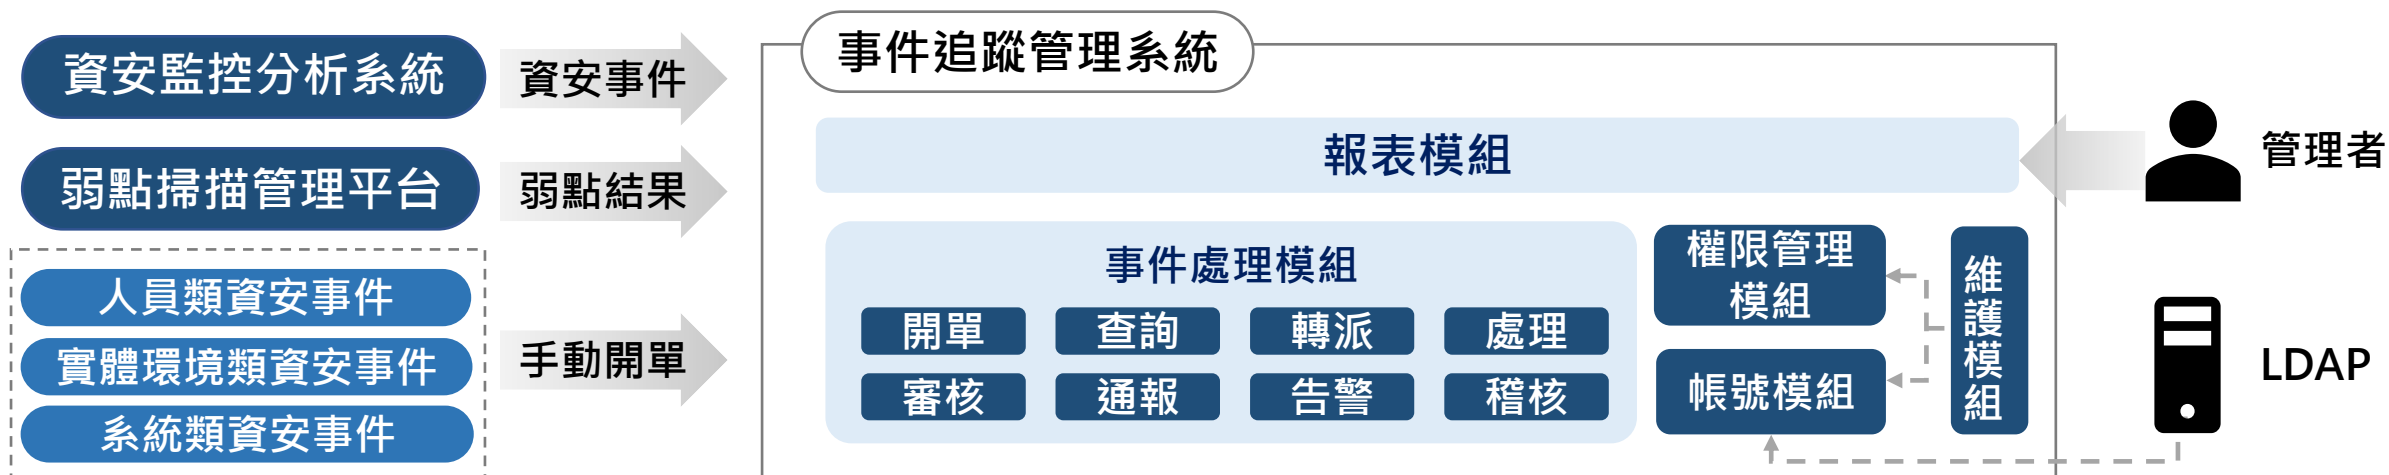 資安監控分析系統
資安事件
弱點掃描管理平台
弱點結果
人員類資安事件
實體環境類資安事件
系統類資安事件
手動開單
事件追蹤管理系統
報表模組
事件處理模組
開單
查詢
轉派
處理
審核
通報
告警
稽核
權限管理
模組
帳號模組
維護模組
管理者
LDAP